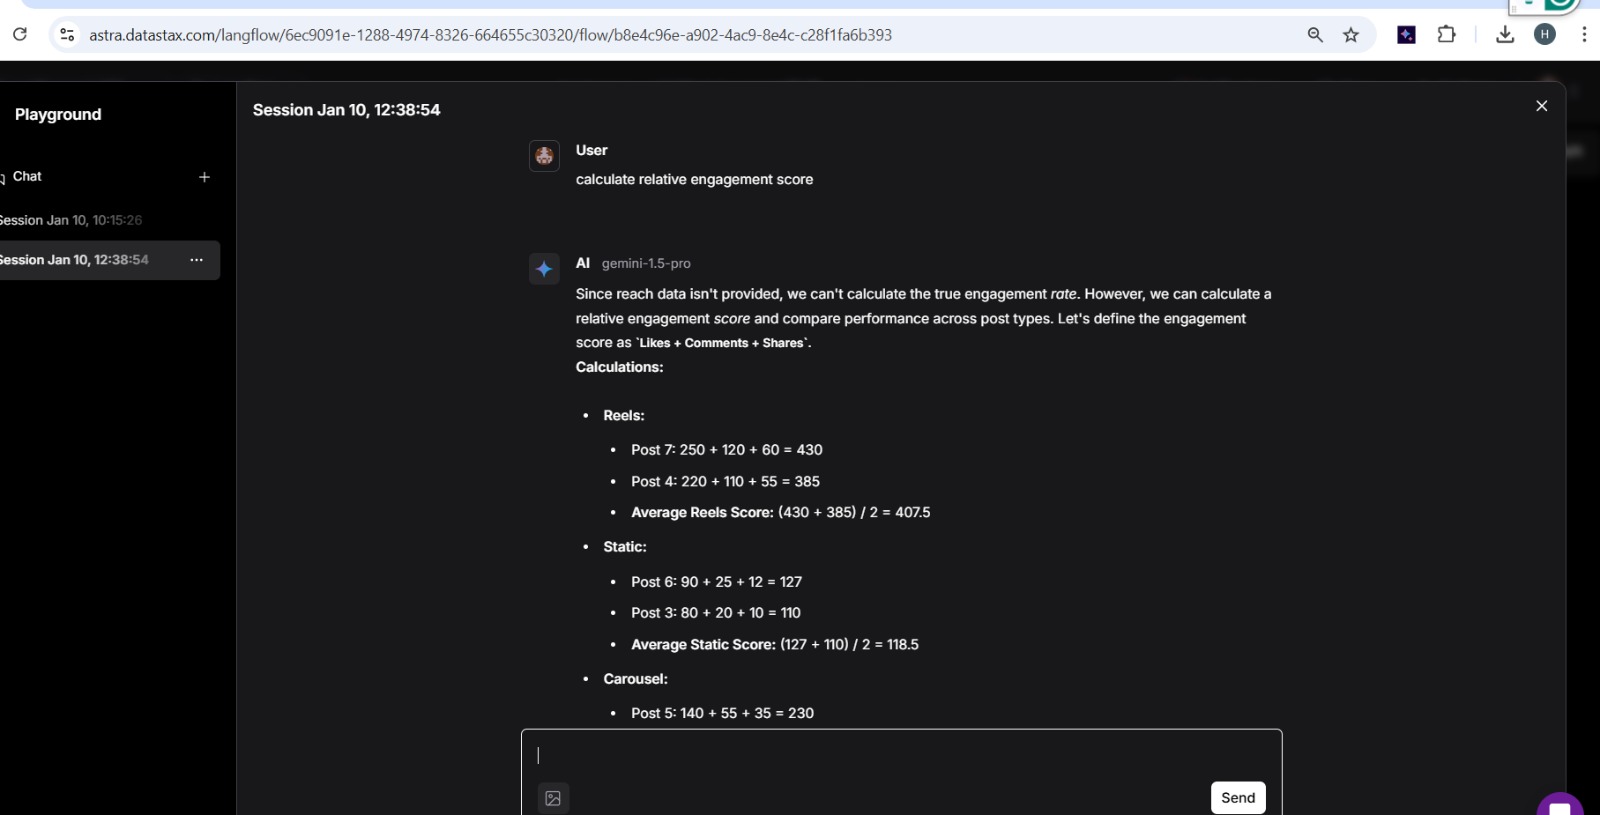 astra.datastax.com/langflow/6ec9091e-1288-4974-8326-664655c30320/flow/b8e4c96e-a902-4ac9-8e4c-c28f1fa6b393
H
Playground
Chat
Session Jan 10, 10:15:26
Session Jan 10, 12:38:54
Session Jan 10, 12:38:54
User
calculate relative engagement score
AI gemini-1.5-pro
Since reach data isn't provided, we can't calculate the true engagement rate. However, we can calculate a
relative engagement score and compare performance across post types. Let's define the engagement
score as `Likes + Comments + Shares`.
Calculations:
• Reels:
• Post 7: 250 + 120 + 60 = 430
• Post 4: 220 + 110 + 55 = 385
• Average Reels Score: (430 + 385) / 2 = 407.5
• Static:
• Post 6: 90 + 25 + 12 = 127
• Post 3: 80 + 20 + 10 = 110
• Average Static Score: (127 + 110) / 2 = 118.5
• Carousel:
• Post 5: 140 + 55 + 35 = 230
Send